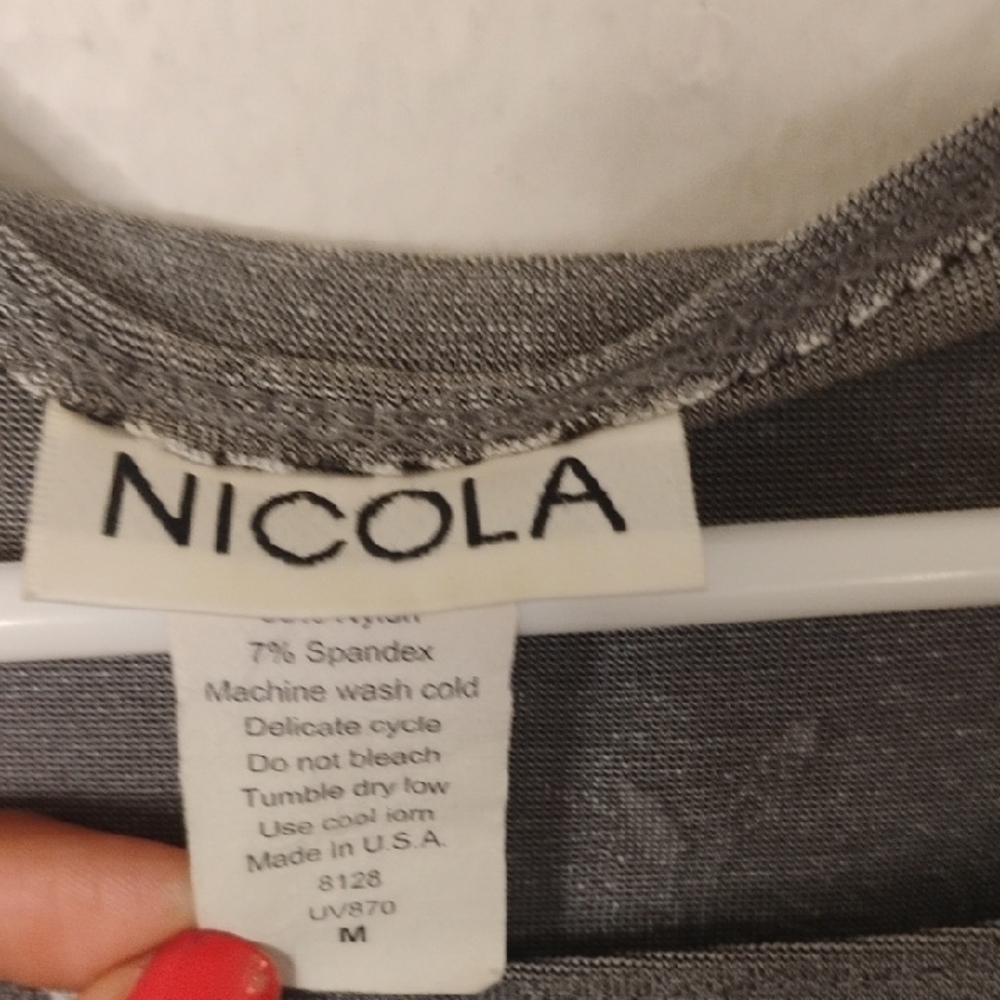 NICOLA
Nylon
7% Spandex
Machine wash cold
Delicate cycle
Do not bleach
Tumble dry low
Use cool iorn
Made In U.S.A.
8128
UV870
M